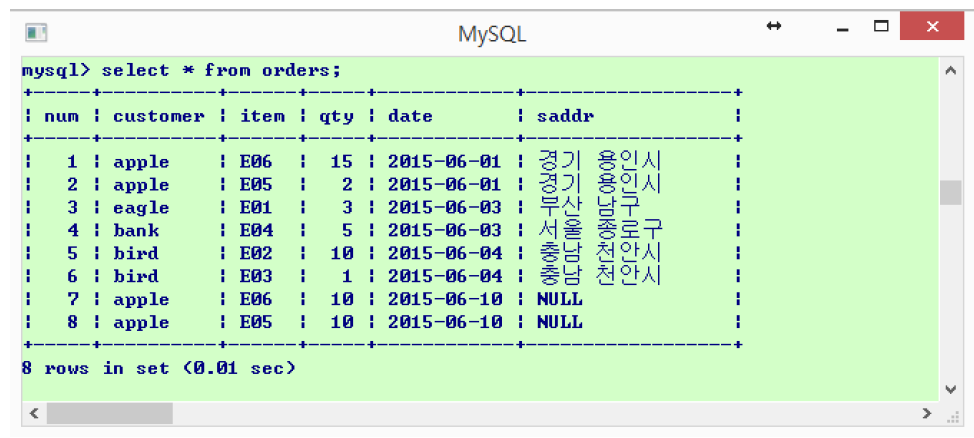 MySQL
mysql> select * from orders;
+-----+----------+------+-----+------------+------------------+
| num | customer | item | qty | date       | saddr            |
+-----+----------+------+-----+------------+------------------+
|   1 | apple    | E06  |  15 | 2015-06-01 | 경기 용인시      |
|   2 | apple    | E05  |   2 | 2015-06-01 | 경기 용인시      |
|   3 | eagle    | E01  |   3 | 2015-06-03 | 부산 남구        |
|   4 | bank     | E04  |   5 | 2015-06-03 | 서울 종로구      |
|   5 | bird     | E02  |  10 | 2015-06-04 | 충남 천안시      |
|   6 | bird     | E03  |   1 | 2015-06-04 | 충남 천안시      |
|   7 | apple    | E06  |  10 | 2015-06-10 | NULL             |
|   8 | apple    | E05  |  10 | 2015-06-10 | NULL             |
+-----+----------+------+-----+------------+------------------+
8 rows in set (0.01 sec)